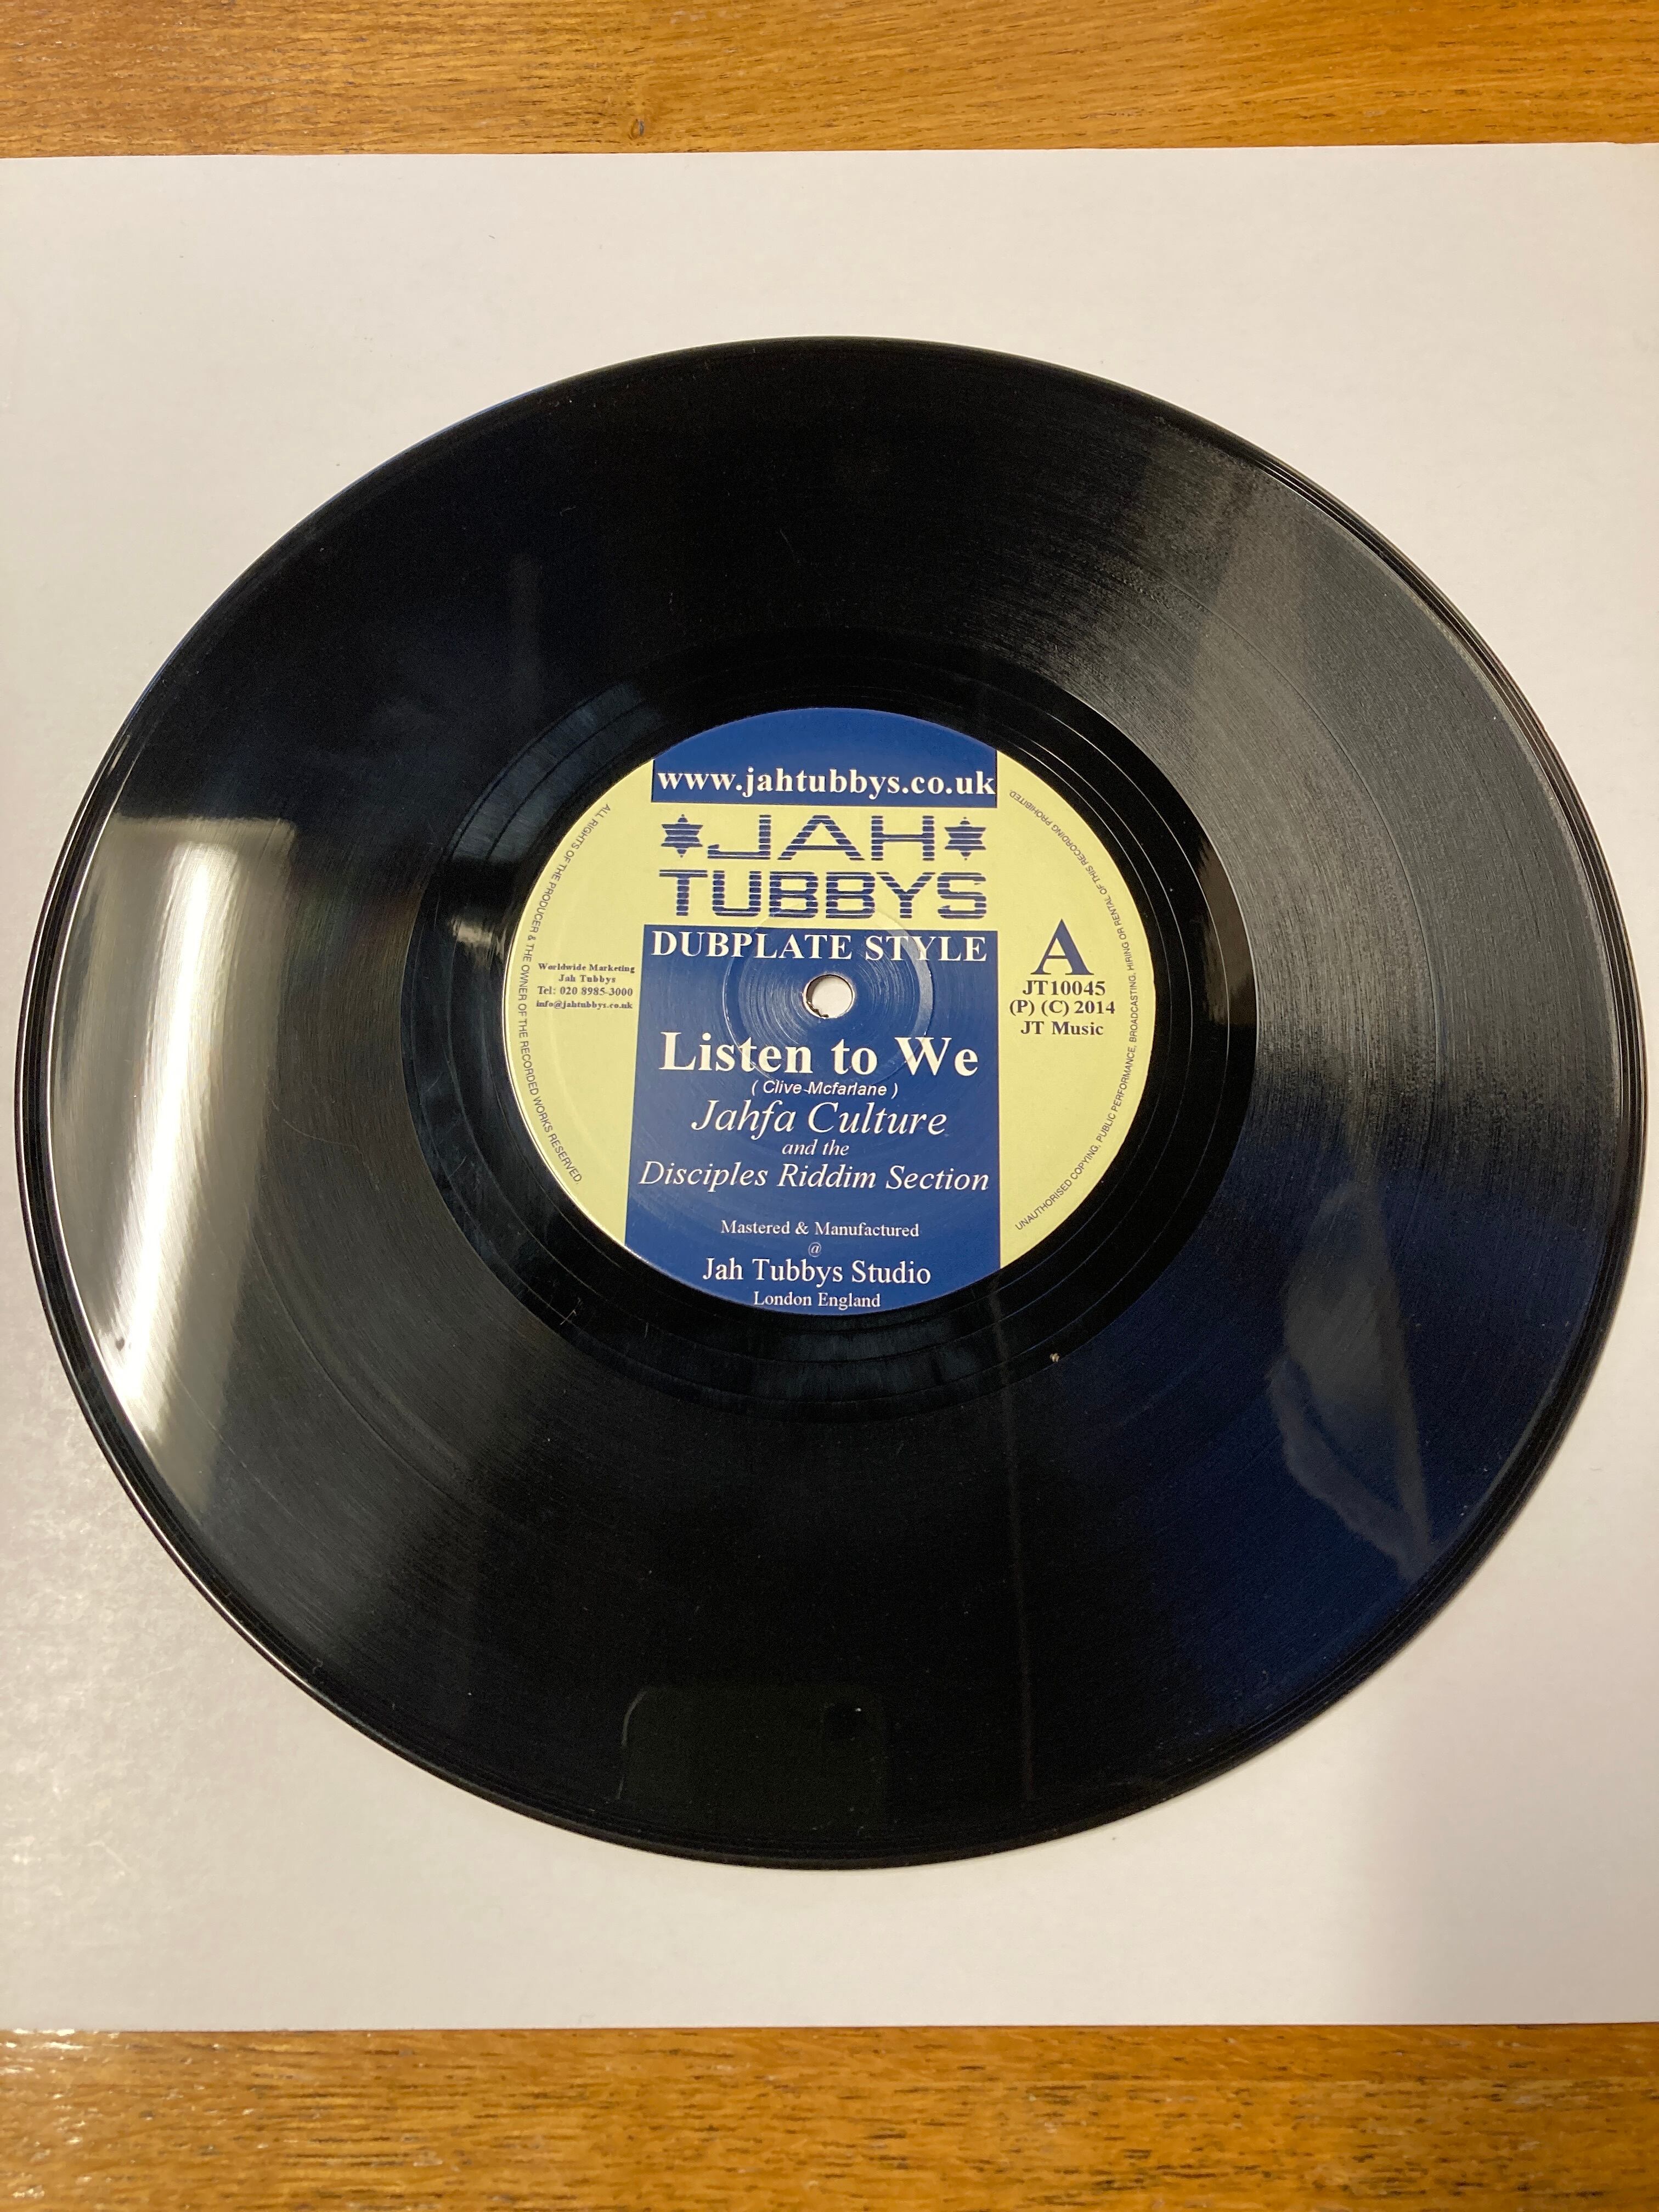 www.jahtubbys.co.uk
JAH
TUBBYS
DUBPLATE STYLE
Worldwide Marketing
Jah Tubbys
Tel: 020 8985-3000
info@jahtubbys.co.uk
A
JT10045
(P) (C) 2014
JT Music
Listen to We
( Clive-Mcfarlane )
Jahfa Culture
and the
Disciples Riddim Section
Mastered & Manufactured
@
Jah Tubbys Studio
London England
ALL RIGHTS OF THE PRODUCER & THE OWNER OF THE RECORDED WORKS RESERVED.
UNAUTHORISED COPYING, PUBLIC PERFORMANCE, BROADCASTING, HIRING OR RENTAL OF THIS RECORDING PROHIBITED.